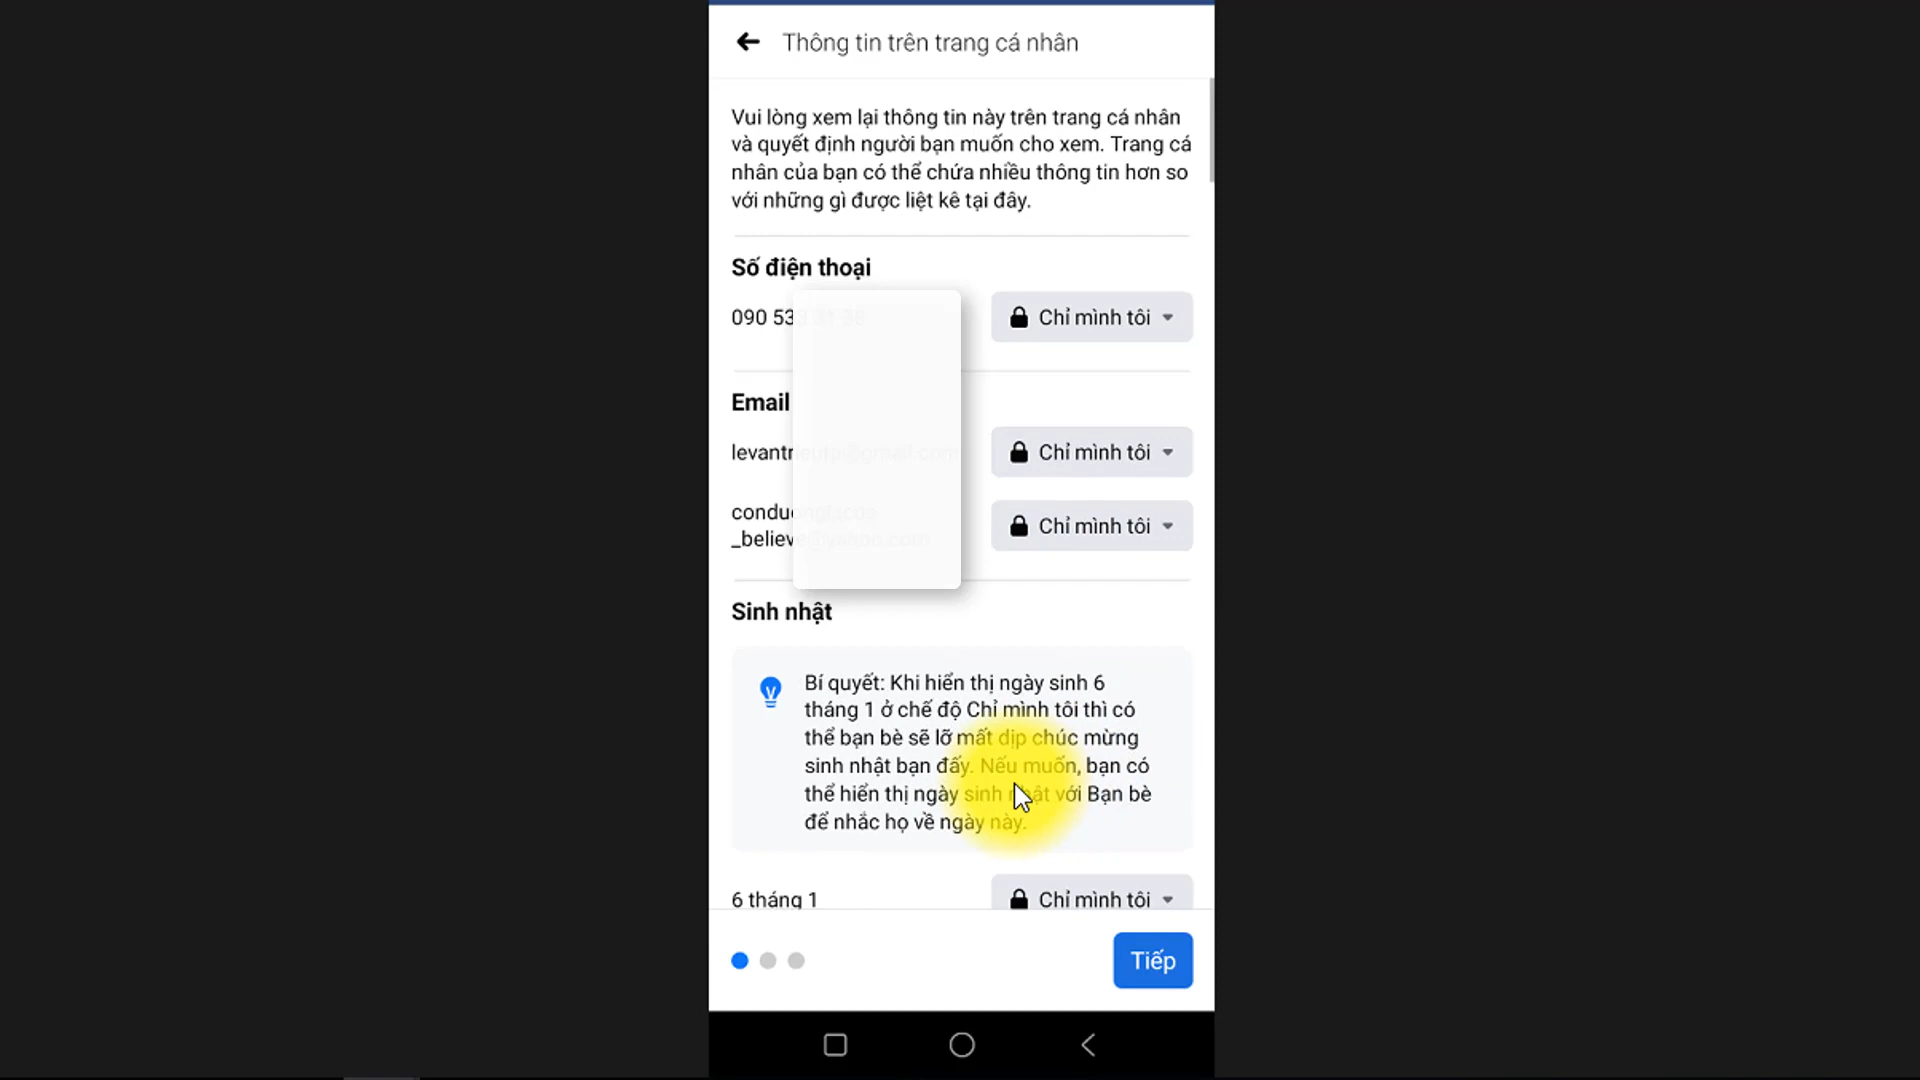 Thông tin trên trang cá nhân
Vui lòng xem lại thông tin này trên trang cá nhân
và quyết định người bạn muốn cho xem. Trang cá
nhân của bạn có thể chứa nhiều thông tin hơn so
với những gì được liệt kê tại đây.
Số điện thoại
090 53
Chỉ mình tôi
Email
levantr
Chỉ mình tôi
condu
_believ
Chỉ mình tôi
Sinh nhật
Bí quyết: Khi hiển thị ngày sinh 6
tháng 1 ở chế độ Chỉ mình tôi thì có
thể bạn bè sẽ lỡ mất dịp chúc mừng
sinh nhật bạn đấy. Nếu muốn, bạn có
thể hiển thị ngày sinh nhật với Bạn bè
để nhắc họ về ngày này.
6 tháng 1
Chỉ mình tôi
Tiếp